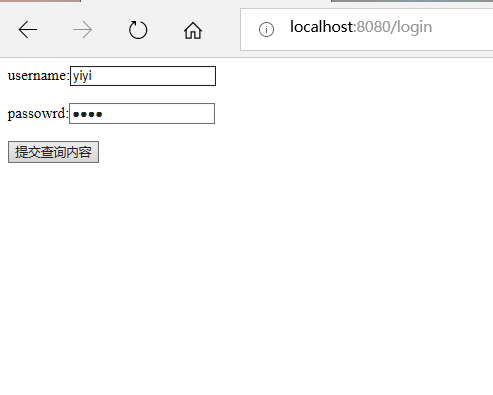 localhost:8080/login
username:yiyi
passowrd:●●●●
提交查询内容